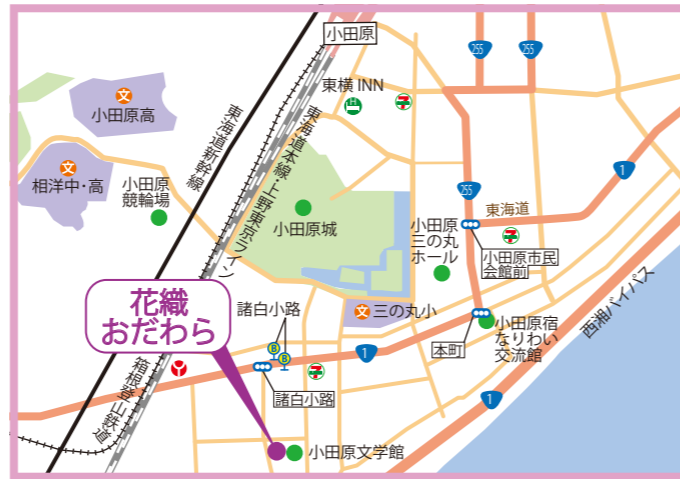 小田原
255
255
東横INN
H
文
小田原高
東海道新幹線
東海道本線・上野東京ライン
文
相洋中・高
小田原
競輪場
小田原城
255
東海道
1
小田原
三の丸
ホール
小田原市民
会館前
花織
おだわら
諸白小路
文
三の丸小
小田原宿
なりわい
交流館
西湘バイパス
B
B
1
本町
箱根登山鉄道
諸白小路
1
小田原文学館